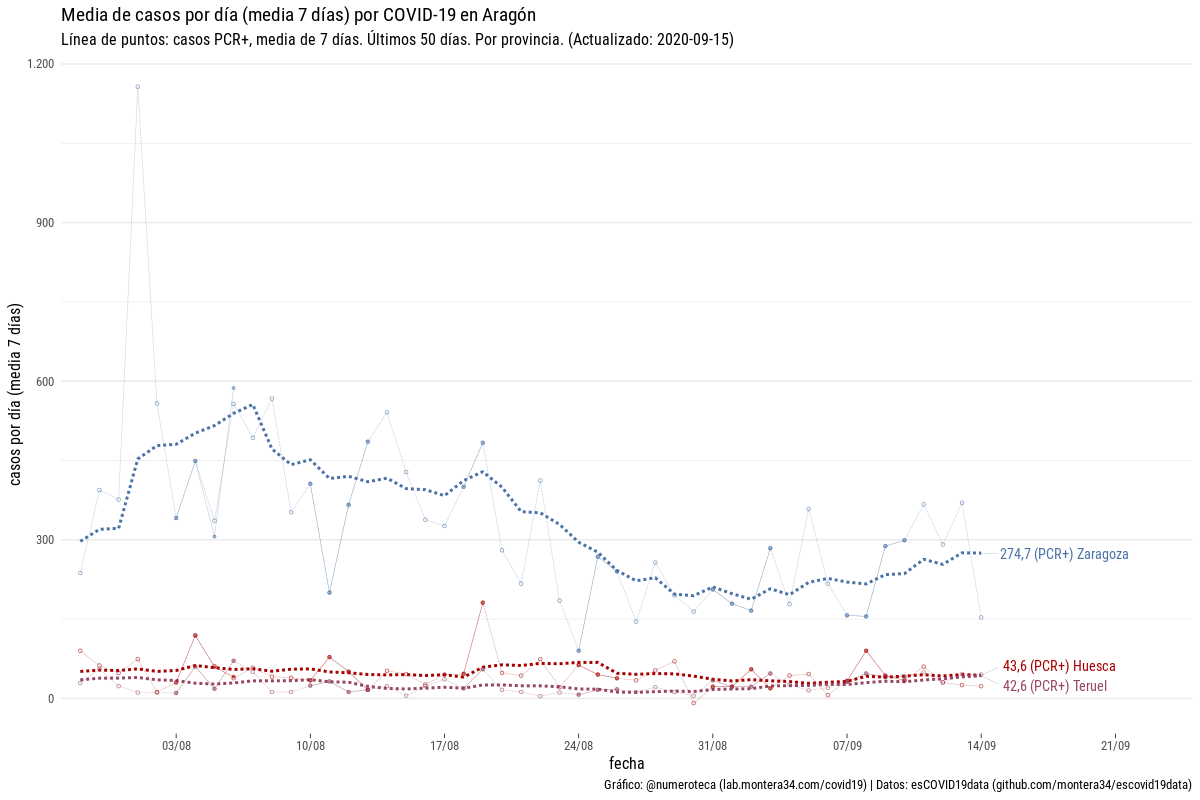 Media de casos por día (media 7 días) por COVID-19 en Aragón
Línea de puntos: casos PCR+, media de 7 días. Últimos 50 días. Por provincia. (Actualizado: 2020-09-15)
1.200
900
600
300
0
casos por día (media 7 días)
274,7 (PCR+) Zaragoza
43,6 (PCR+) Huesca
42,6 (PCR+) Teruel
03/08
10/08
17/08
24/08
31/08
07/09
14/09
21/09
fecha
Gráfico: @numeroteca (lab.montera34.com/covid19) | Datos: esCOVID19data (github.com/montera34/escovid19data)